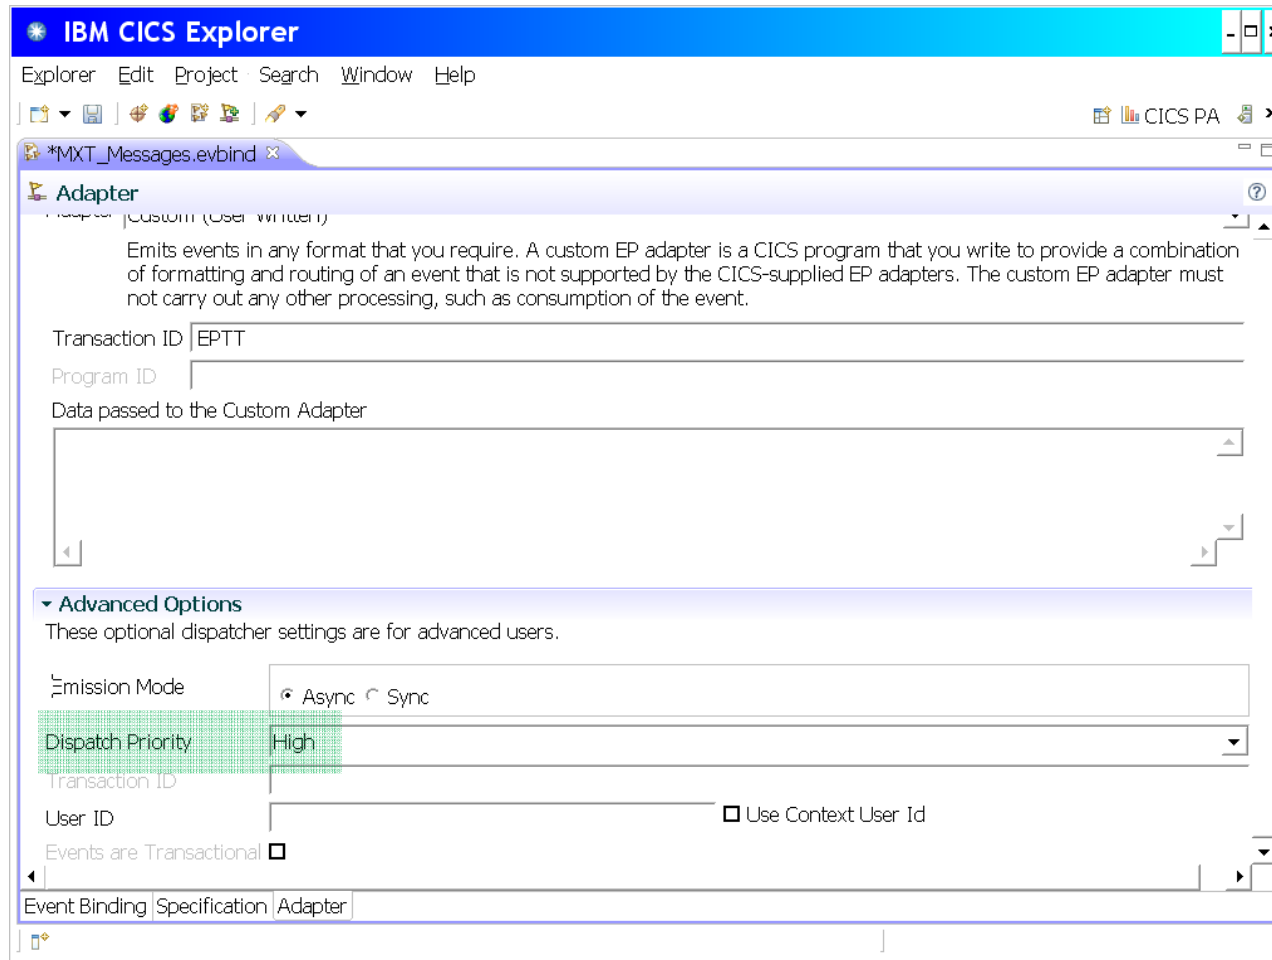 IBM CICS Explorer
Explorer Edit Project Search Window Help
CICS PA
*MXT_Messages.evbind
Adapter
Adapter Custom (User Written)
Emits events in any format that you require. A custom EP adapter is a CICS program that you write to provide a combination
of formatting and routing of an event that is not supported by the CICS-supplied EP adapters. The custom EP adapter must
not carry out any other processing, such as consumption of the event.
Transaction ID EPTT
Program ID
Data passed to the Custom Adapter
Advanced Options
These optional dispatcher settings are for advanced users.
Emission Mode
Async Sync
Dispatch Priority High
Transaction ID
User ID Use Context User Id
Events are Transactional
Event Binding Specification Adapter